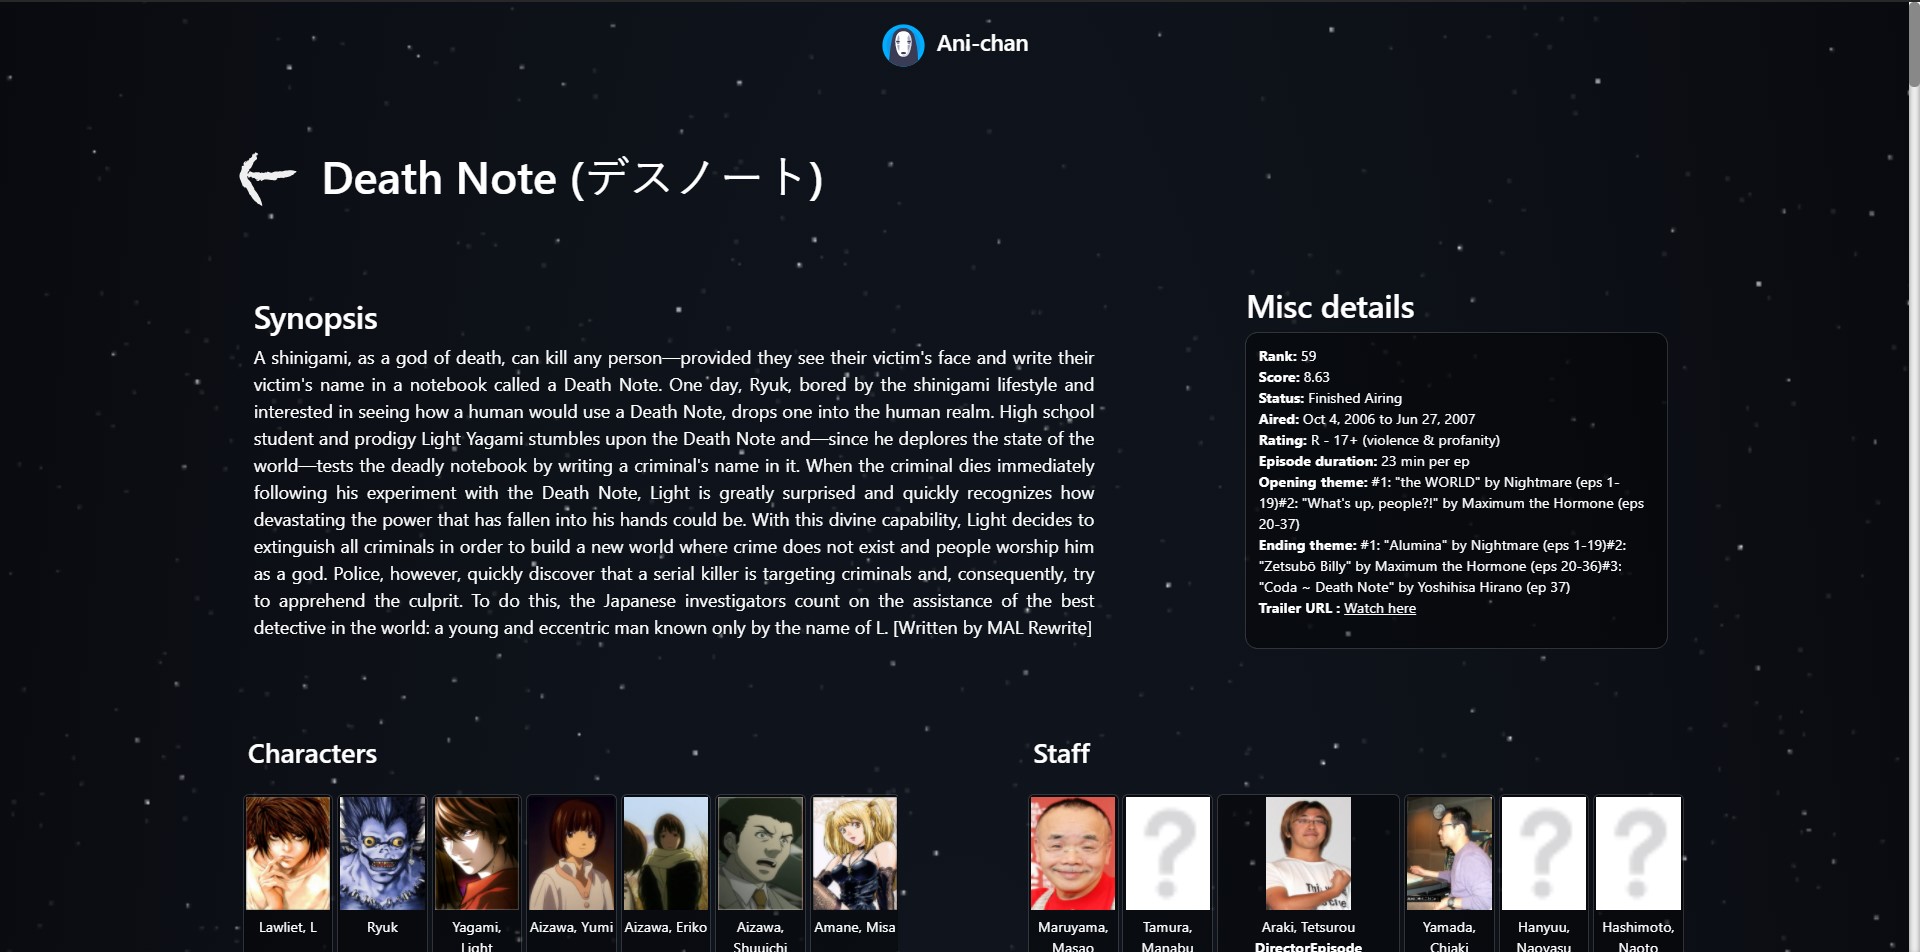 Ani-chan
Death Note (デスノート)
Synopsis
A shinigami, as a god of death, can kill any person—provided they see their victim's face and write their
victim's name in a notebook called a Death Note. One day, Ryuk, bored by the shinigami lifestyle and
interested in seeing how a human would use a Death Note, drops one into the human realm. High school
student and prodigy Light Yagami stumbles upon the Death Note and—since he deplores the state of the
world—tests the deadly notebook by writing a criminal's name in it. When the criminal dies immediately
following his experiment with the Death Note, Light is greatly surprised and quickly recognizes how
devastating the power that has fallen into his hands could be. With this divine capability, Light decides to
extinguish all criminals in order to build a new world where crime does not exist and people worship him
as a god. Police, however, quickly discover that a serial killer is targeting criminals and, consequently, try
to apprehend the culprit. To do this, the Japanese investigators count on the assistance of the best
detective in the world: a young and eccentric man known only by the name of L. [Written by MAL Rewrite]
Misc details
Rank: 59
Score: 8.63
Status: Finished Airing
Aired: Oct 4, 2006 to Jun 27, 2007
Rating: R - 17+ (violence & profanity)
Episode duration: 23 min per ep
Opening theme: #1: "the WORLD" by Nightmare (eps 1-
19)#2: "What's up, people?!" by Maximum the Hormone (eps
20-37)
Ending theme: #1: "Alumina" by Nightmare (eps 1-19)#2:
"Zetsubō Billy" by Maximum the Hormone (eps 20-36)#3:
"Coda ~ Death Note" by Yoshihisa Hirano (ep 37)
Trailer URL : Watch here
Characters
Lawliet, L
Ryuk
Yagami,
Light
Aizawa, Yumi
Aizawa, Eriko
Aizawa,
Shuuichi
Amane, Misa
Staff
Maruyama,
Masao
Tamura,
Manabu
Araki, Tetsurou
DirectorEpisode
Yamada,
Chiaki
Hanyuu,
Naoyasu
Hashimoto,
Naoto